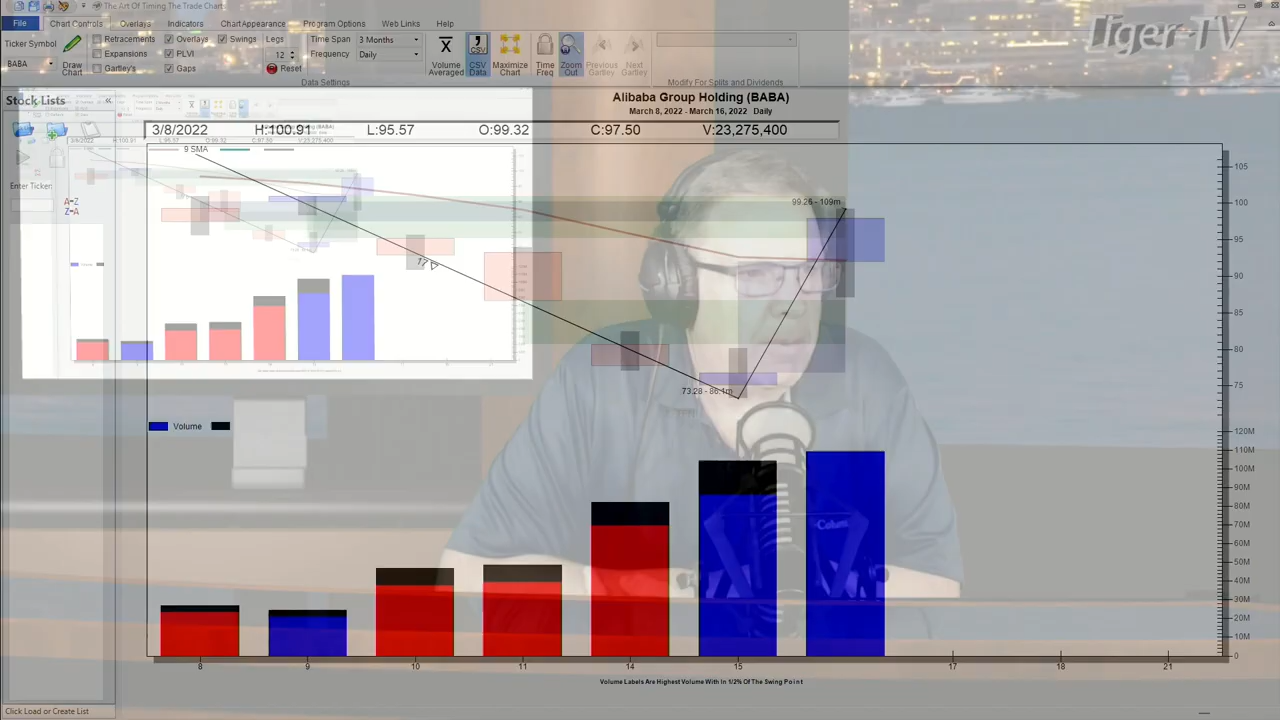 The Art Of Timing The Trade Charts
Tiger-TV
File Chart Controls Overlays Indicators Chart Appearance Program Options Web Links Help
Ticker Symbol
BABA
Draw
Chart
Retracements Overlays Swings Legs
Expansions PLVI 12
Gartley's Gaps Reset
Time Span 3 Months
Frequency Daily
Data Settings
Volume
Averaged
CSV
Data
Maximize
Chart
Time
Freq
Zoom
Out
Previous
Gartley
Next
Gartley
Modify For Splits and Dividends
Stock Lists «
Enter Ticker:
A-Z
Z-A
Alibaba Group Holding (BABA)
March 8, 2022 - March 16, 2022 Daily
3/8/2022 H:100.91 L:95.57 O:99.32 C:97.50 V:23,275,400
9 SMA
99.26 - 109m
73.28 - 86.1m
105
100
95
90
85
80
75
Volume
120M
110M
100M
90M
80M
70M
60M
50M
40M
30M
20M
10M
0
8 9 10 11 14 15 17 18 21
Volume Labels Are Highest Volume With In 1/2% Of The Swing Point
Click Load or Create List